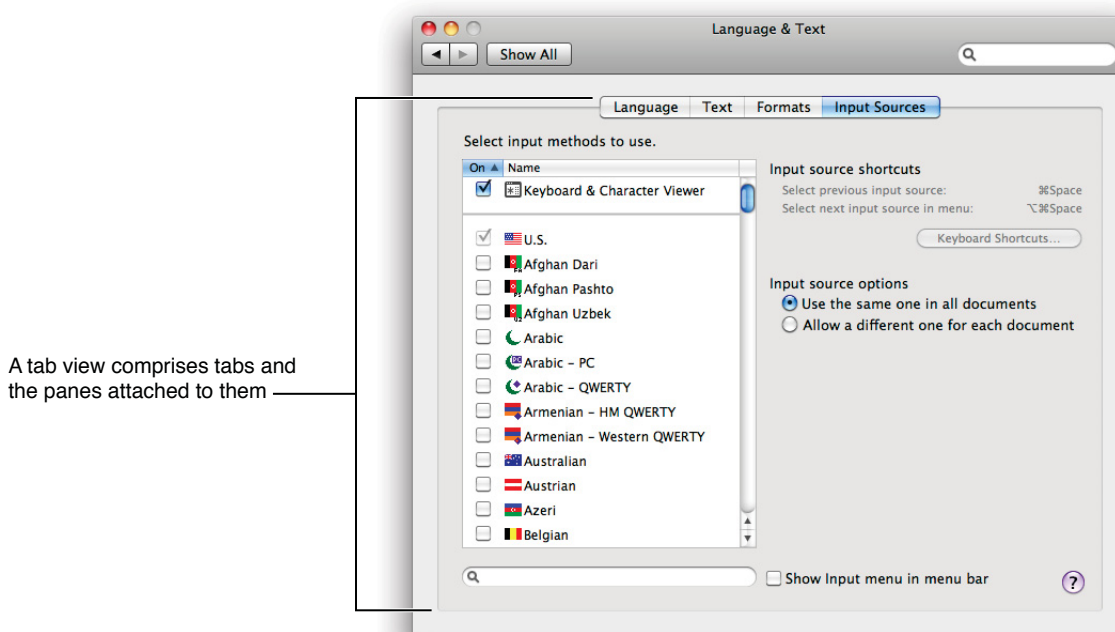 Language & Text
Show All
Language Text Formats Input Sources
Select input methods to use.
On Name
Keyboard & Character Viewer
U.S.
Afghan Dari
Afghan Pashto
Afghan Uzbek
Arabic
Arabic – PC
Arabic – QWERTY
Armenian – HM QWERTY
Armenian – Western QWERTY
Australian
Austrian
Azeri
Belgian
Input source shortcuts
Select previous input source: ⌘Space
Select next input source in menu: ⌥⌘Space
Keyboard Shortcuts...
Input source options
Use the same one in all documents
Allow a different one for each document
Show Input menu in menu bar
?
A tab view comprises tabs and
the panes attached to them